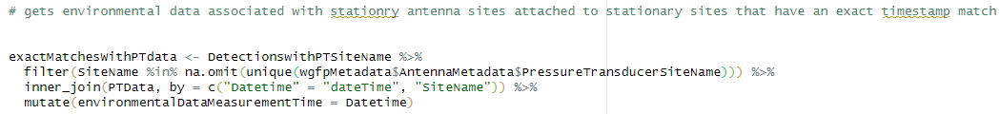 # gets environmental data associated with stationry antenna sites attached to stationary sites that have an exact timestamp match
exactMatchesWithPTdata <- DetectionswithPTSiteName %>%
filter(SiteName %in% na.omit(unique(wgfpMetadata$AntennaMetadata$PressureTransducerSiteName))) %>%
inner_join(PTData, by = c("Datetime" = "dateTime", "SiteName")) %>%
mutate(environmentalDataMeasurementTime = Datetime)